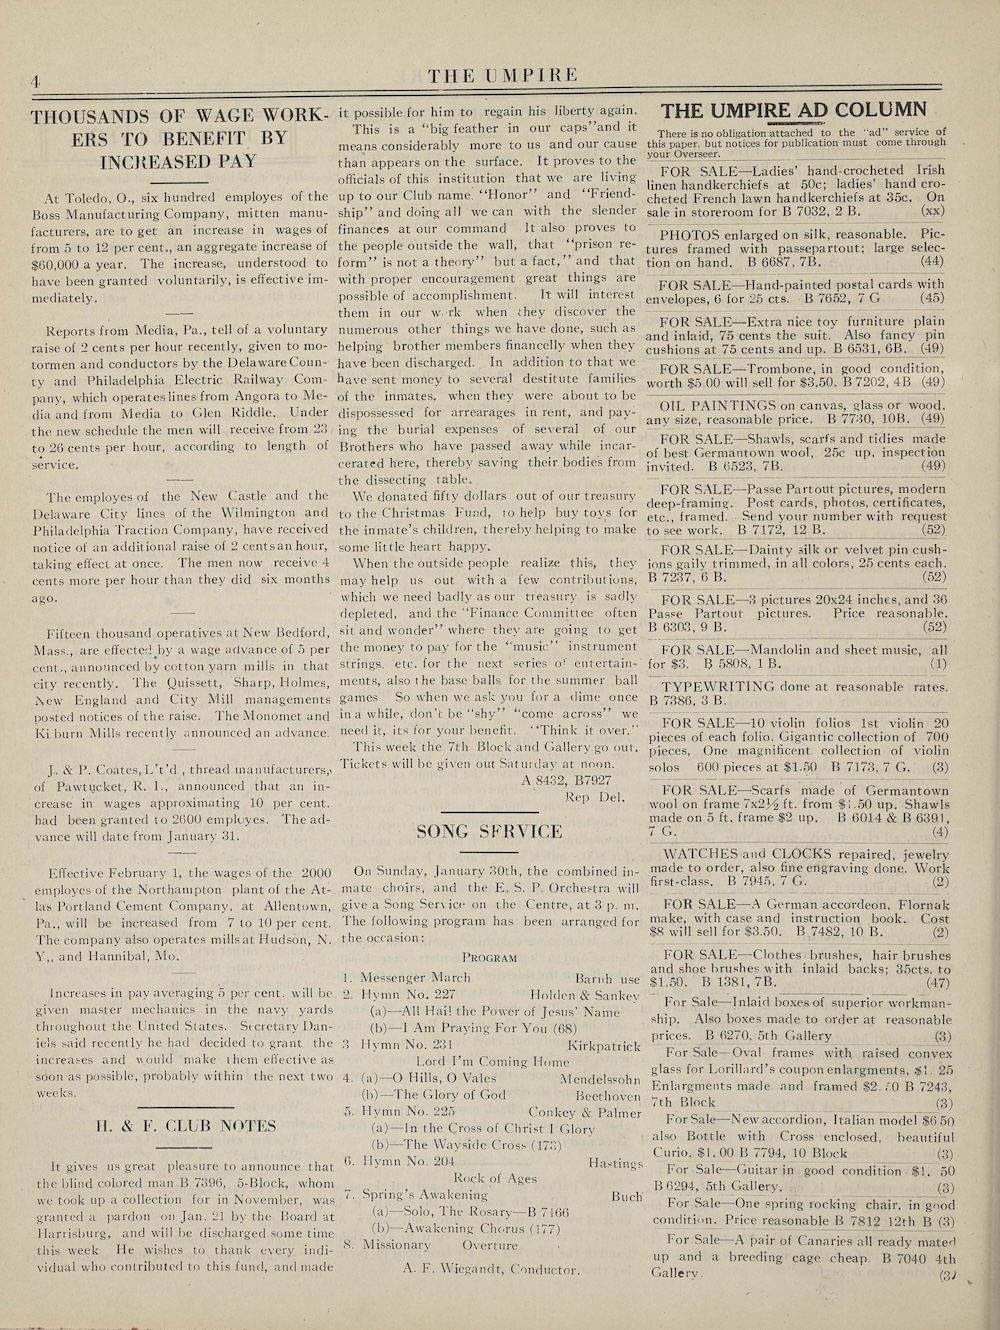 4
THE UMPIRE
THOUSANDS OF WAGE WORK-
ERS TO BENEFIT BY
INCREASED PAY
At Toledo, O., six hundred employes of the
Boss Manufacturing Company, mitten manu-
facturers, are to get an increase in wages of
from 5 to 12 per cent., an aggregate increase of
$60,000 a year. The increase, understood to
have been granted voluntarily, is effective im-
mediately.
Reports from Media, Pa., tell of a voluntary
raise of 2 cents per hour recently, given to mo-
tormen and conductors by the Delaware Coun-
ty and Philadelphia Electric Railway Com-
pany, which operates lines from Angora to Me-
dia and from Media to Glen Riddle. Under
the new schedule the men will receive from 23
to 26 cents per hour, according to length of
service.
The employes of the New Castle and the
Delaware City lines of the Wilmington and
Philadelphia Traction Company, have received
notice of an additional raise of 2 cents an hour,
taking effect at once. The men now receive 4
cents more per hour than they did six months
ago.
Fifteen thousand operatives at New Bedford,
Mass., are effected by a wage advance of 5 per
cent., announced by cotton yarn mills in that
city recently. The Quissett, Sharp, Holmes,
New England and City Mill managements
posted notices of the raise. The Monomet and
Ki burn Mills recently announced an advance.
J. & P. Coates, L't'd , thread manufacturers,
of Pawtucket, R. I., announced that an in-
crease in wages approximating 10 per cent.
had been granted to 2600 employes. The ad-
vance will date from January 31.
Effective February 1, the wages of the 2000
employes of the Northampton plant of the At-
las Portland Cement Company, at Allentown,
Pa., will be increased from 7 to 10 per cent.
The company also operates mills at Hudson, N.
Y,, and Hannibal, Mo.
Increases in pay averaging 5 per cent. will be
given master mechanics in the navy yards
throughout the United States. Secretary Dan-
iels said recently he had decided to grant the
increases and would make them effective as
soon as possible, probably within the next two
weeks.
H. & F. CLUB NOTES
It gives us great pleasure to announce that
the blind colored man B 7396, 5-Block, whom
we took up a collection for in November, was
granted a pardon on Jan. 21 by the Board at
Harrisburg, and will be discharged some time
this week He wishes to thank every indi-
vidual who contributed to this fund, and made
it possible for him to regain his liberty again.
This is a "big feather in our caps"and it
means considerably more to us and our cause
than appears on the surface. It proves to the
officials of this institution that we are living
up to our Club name "Honor" and "Friend-
ship" and doing all we can with the slender
finances at our command It also proves to
the people outside the wall, that "prison re-
form" is not a theory" but a fact," and that
with proper encouragement great things are
possible of accomplishment. It will interest
them in our w rk when they discover the
numerous other things we have done, such as
helping brother members financelly when they
have been discharged. In addition to that we
have sent money to several destitute families
of the inmates, when they were about to be
dispossessed for arrearages in rent, and pay-
ing the burial expenses of several of our
Brothers who have passed away while incar-
cerated here, thereby saving their bodies from
the dissecting table.
We donated fifty dollars out of our treasury
to the Christmas Fund, to help buy toys for
the inmate's children, thereby helping to make
some little heart happy.
When the outside people realize this, they
may help us out with a few contributions,
which we need badly as our treasury is sadly
depleted, and the "Finance Committee often
sit and wonder" where they are going to get
the money to pay for the "music" instrument
strings. etc. for the next series of entertain-
ments, also the base balls for the summer ball
games So when we ask you for a dime once
in a while, don't be "shy" "come across" we
need it, its for your benefit. "Think it over."
This week the 7th Block and Gallery go out.
Tickets will be given out Saturday at noon.
A 8432, B7927
Rep Del.
SONG SERVICE
On Sunday, January 30th, the combined in-
mate choirs, and the E. S. P. Orchestra will
give a Song Service on the Centre, at 3 p. m.
The following program has been arranged for
the occasion:
PROGRAM
1. Messenger March Barnhouse
2. Hymn No. 227 Holden & Sankey
(a)—All Hail the Power of Jesus' Name
(b)—I Am Praying For You (68)
3 Hymn No. 231 Kirkpatrick
Lord I'm Coming Home
4. (a)—O Hills, O Vales Mendelssohn
(b)—The Glory of God Beethoven
5. Hymn No. 225 Conkey & Palmer
(a)—In the Cross of Christ I Glory
(b)—The Wayside Cross (173)
6. Hymn No. 204 Hastings
Rock of Ages
7. Spring's Awakening Buch
(a)—Solo, The Rosary—B 7166
(b)—Awakening Chorus (177)
8. Missionary Overture
A. F. Wiegandt, Conductor.
THE UMPIRE AD COLUMN
There is no obligation attached to the "ad" service of
this paper, but notices for publication must come through
your Overseer.
FOR SALE—Ladies' hand-crocheted Irish
linen handkerchiefs at 50c; ladies' hand cro-
cheted French lawn handkerchiefs at 35c. On
sale in storeroom for B 7032, 2 B. (xx)
PHOTOS enlarged on silk, reasonable. Pic-
tures framed with passepartout; large selec-
tion on hand. B 6687, 7B. (44)
FOR SALE—Hand-painted postal cards with
envelopes, 6 for 25 cts. B 7652, 7 G (45)
FOR SALE—Extra nice toy furniture plain
and inlaid, 75 cents the suit. Also fancy pin
cushions at 75 cents and up. B 6531, 6B. (49)
FOR SALE—Trombone, in good condition,
worth $5.00 will sell for $3.50. B 7202, 4B (49)
OIL PAINTINGS on canvas, glass or wood,
any size, reasonable price. B 7730, 10B. (49)
FOR SALE—Shawls, scarfs and tidies made
of best Germantown wool, 25c up, inspection
invited. B 6523, 7B. (49)
FOR SALE—Passe Partout pictures, modern
deep-framing. Post cards, photos, certificates,
etc., framed. Send your number with request
to see work. B 7172, 12 B. (52)
FOR SALE—Dainty silk or velvet pin cush-
ions gaily trimmed, in all colors, 25 cents each.
B 7237, 6 B. (52)
FOR SALE—3 pictures 20x24 inches, and 36
Passe Partout pictures. Price reasonable.
B 6303, 9 B. (52)
FOR SALE—Mandolin and sheet music, all
for $3. B 5808, 1 B. (1)
TYPEWRITING done at reasonable rates.
B 7386, 3 B.
FOR SALE—10 violin folios 1st violin 20
pieces of each folio. Gigantic collection of 700
pieces, One magnificent collection of violin
solos 600 pieces at $1.50 B 7173, 7 G. (3)
FOR SALE—Scarfs made of Germantown
wool on frame 7x2½ ft. from $1.50 up. Shawls
made on 5 ft. frame $2 up. B 6014 & B 6391,
7 G. (4)
WATCHES and CLOCKS repaired, jewelry
made to order, also fine engraving done. Work
first-class. B 7945, 7 G. (2)
FOR SALE—A German accordeon, Flornak
make, with case and instruction book. Cost
$8 will sell for $3.50. B 7482, 10 B. (2)
FOR SALE—Clothes brushes, hair brushes
and shoe brushes with inlaid backs; 35cts. to
$1.50. B 1381, 7B. (47)
For Sale—Inlaid boxes of superior workman-
ship. Also boxes made to order at reasonable
prices. B 6270, 5th Gallery (3)
For Sale—Oval frames with raised convex
glass for Lorillard's coupon enlargments, $1. 25
Enlargments made and framed B 7243,
7th Block (3)
For Sale—New accordion, Italian model $6 50
also Bottle with Cross enclosed, beautiful
Curio. $1.00 B 7794, 10 Block (3)
For Sale—Guitar in good condition $1. 50
B 6294, 5th Gallery. (3)
For Sale—One spring rocking chair, in good
condition. Price reasonable B 7812 12th B (3)
For Sale—A pair of Canaries all ready mated
up and a breeding cage cheap. B 7040 4th
Gallery. (3)